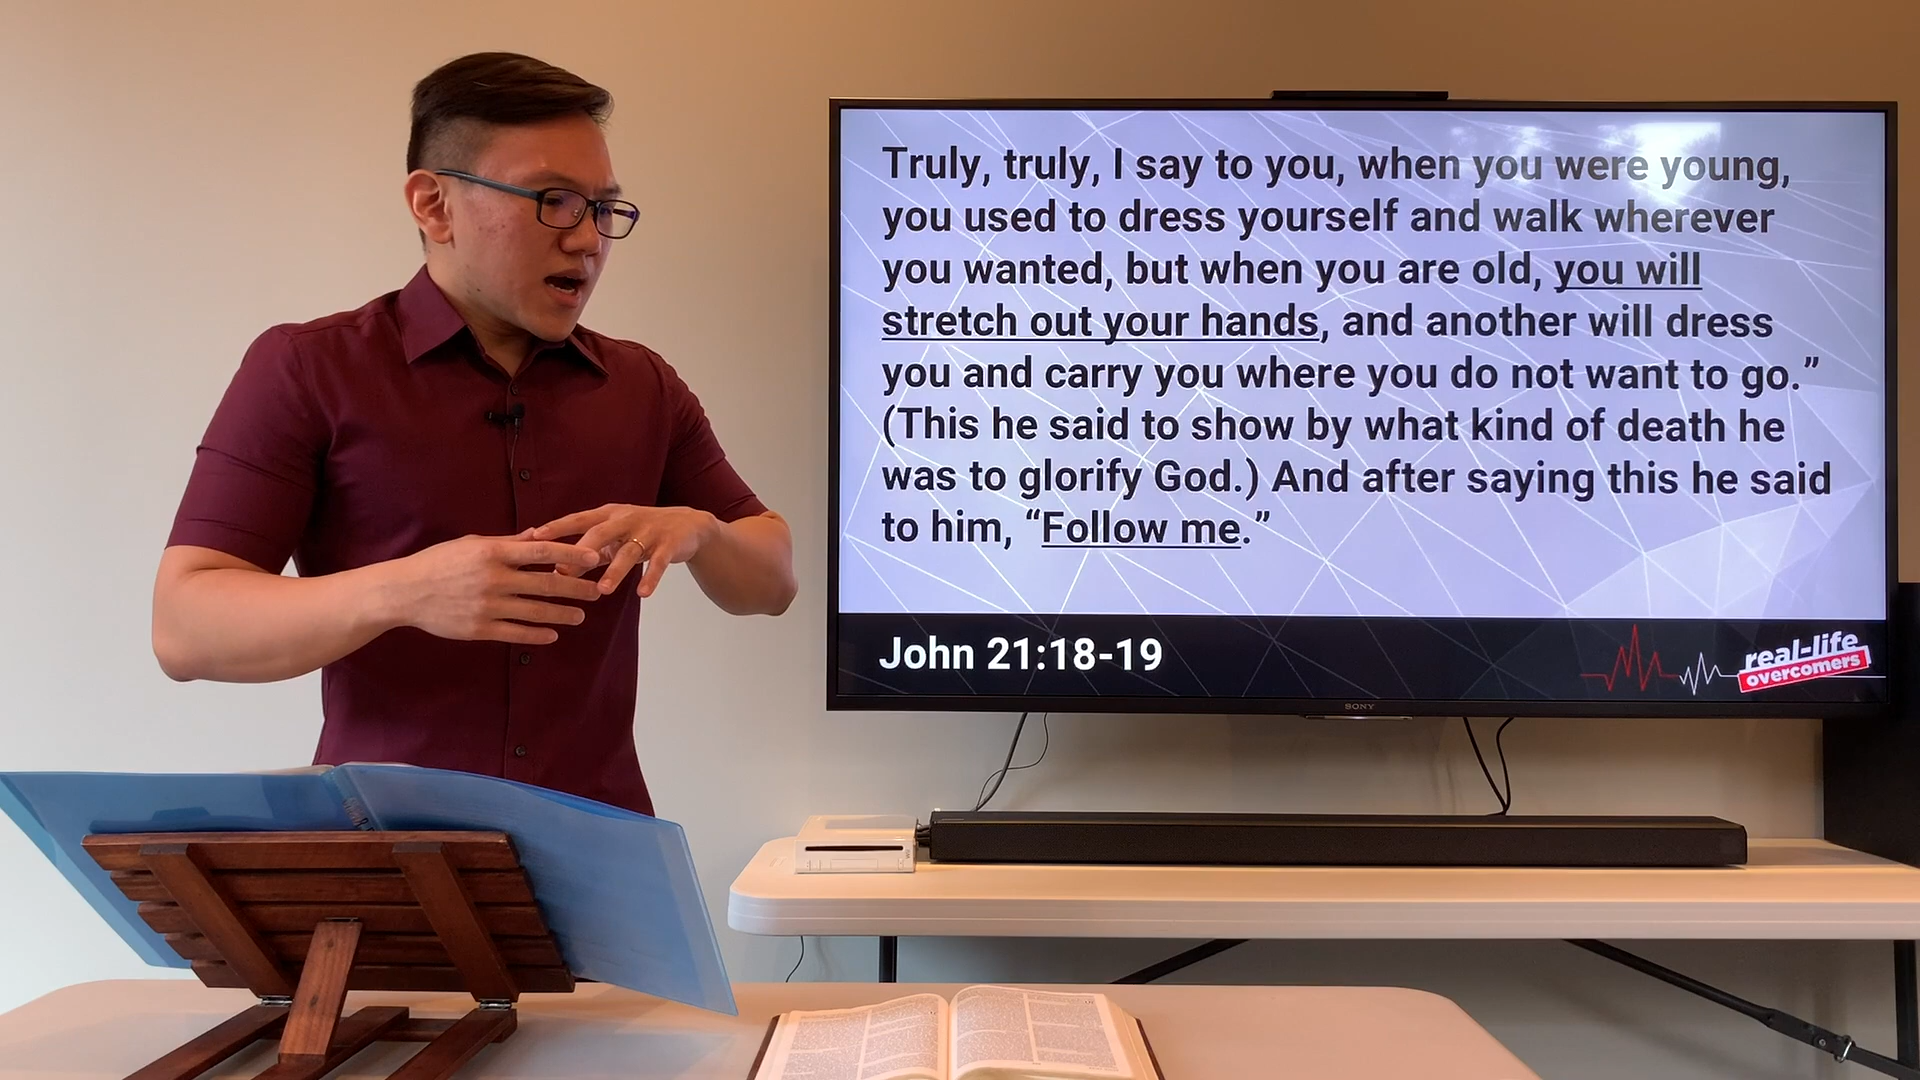 Truly, truly, I say to you, when you were young,
you used to dress yourself and walk wherever
you wanted, but when you are old, you will
stretch out your hands, and another will dress
you and carry you where you do not want to go.”
(This he said to show by what kind of death he
was to glorify God.) And after saying this he said
to him, “Follow me.”
John 21:18-19
real-life
overcomers
SONY